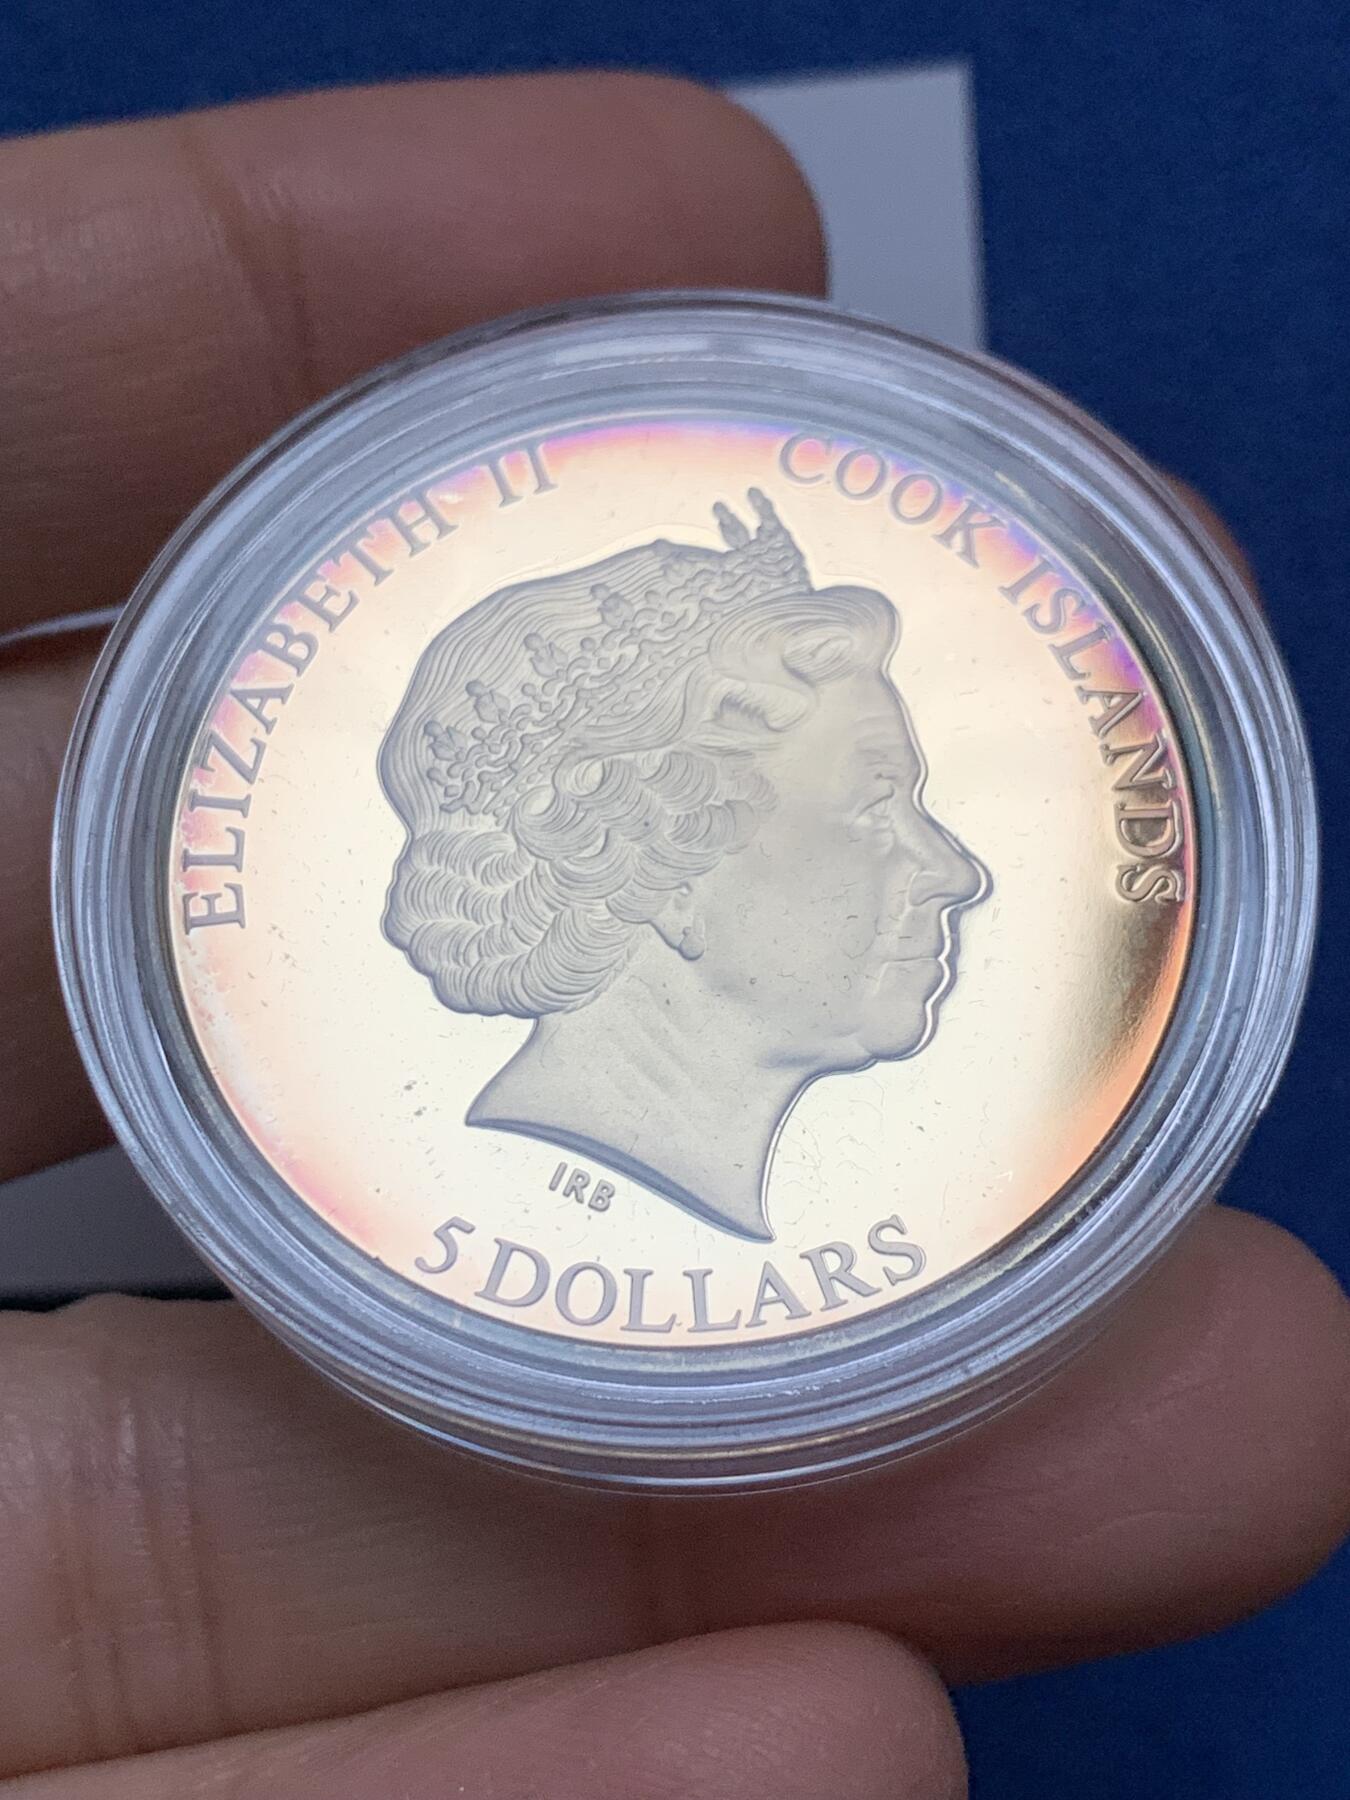 ELIZABETH II
COOK ISLANDS
IRB
5 DOLLARS